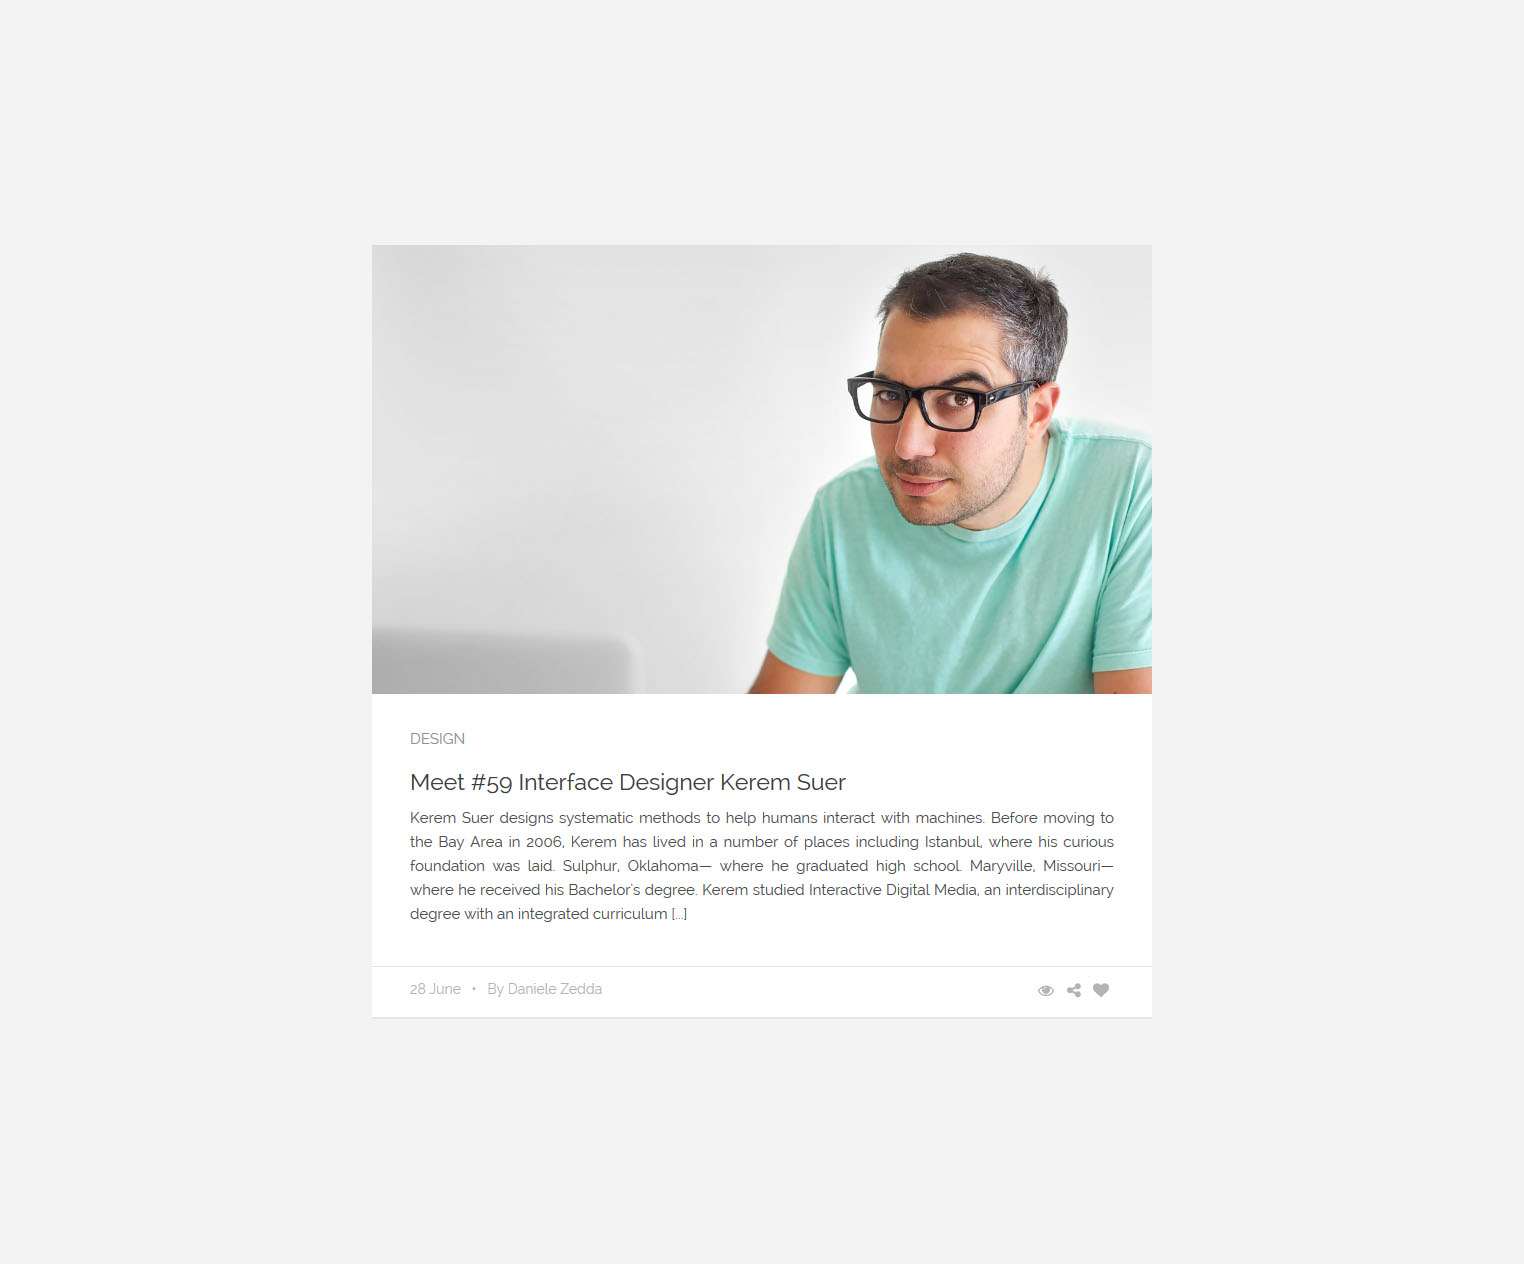 DESIGN
Meet #59 Interface Designer Kerem Suer
Kerem Suer designs systematic methods to help humans interact with machines. Before moving to
the Bay Area in 2006, Kerem has lived in a number of places including Istanbul, where his curious
foundation was laid. Sulphur, Oklahoma— where he graduated high school. Maryville, Missouri—
where he received his Bachelor's degree. Kerem studied Interactive Digital Media, an interdisciplinary
degree with an integrated curriculum [...]
28 June • By Daniele Zedda